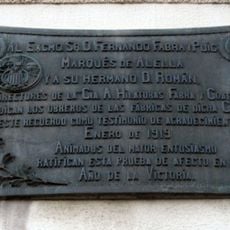 AL EXCMO SR. D. FERNANDO FABRA Y PUIG
MARQUÉS DE ALELLA
Y A SU HERMANO D. ROMÁN,
DIRECTORES DE LA CIA A. HILATURAS FABRA Y COATS
DEDICAN LOS OBREROS DE LAS FÁBRICAS DE DICHA CIA
ESTE RECUERDO COMO TESTIMONIO DE AGRADECIMIENTO
ENERO DE 1919
ANIMADOS DEL MAYOR ENTUSIASMO
RATIFICAN ESTA PRUEBA DE AFECTO EN EL
AÑO DE LA VICTORIA.